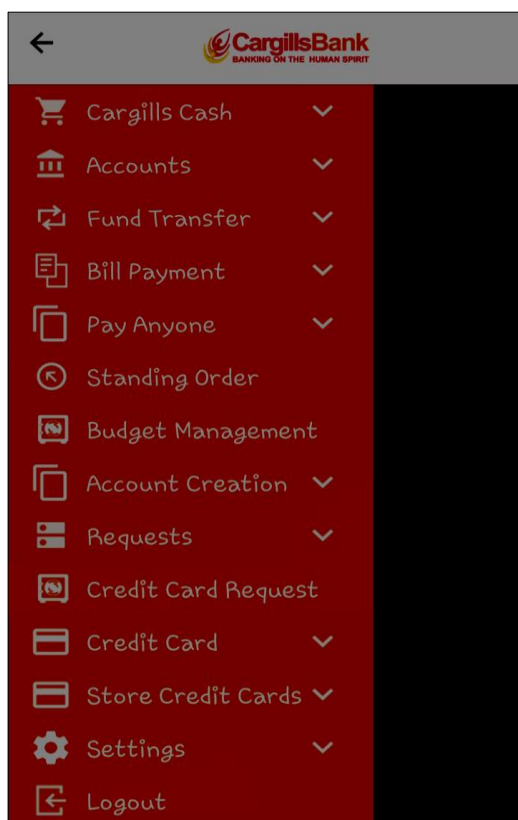 CargillsBank
BANKING ON THE HUMAN SPIRIT
Cargills Cash
Accounts
Fund Transfer
Bill Payment
Pay Anyone
Standing Order
Budget Management
Account Creation
Requests
Credit Card Request
Credit Card
Store Credit Cards
Settings
Logout